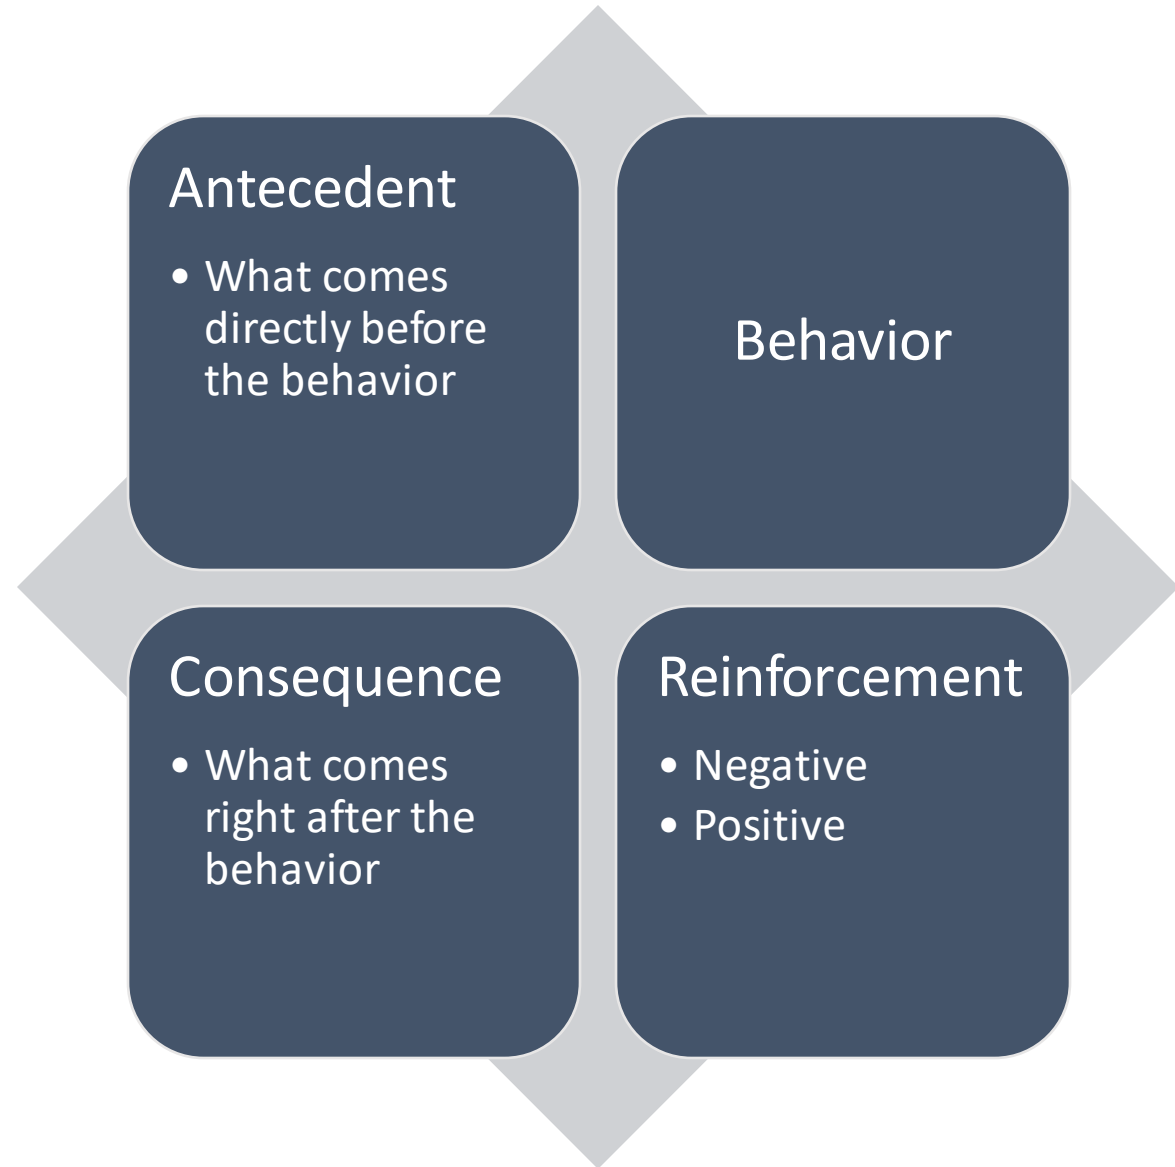 Antecedent
• What comes
directly before
the behavior
Behavior
Consequence
• What comes
right after the
behavior
Reinforcement
• Negative
• Positive